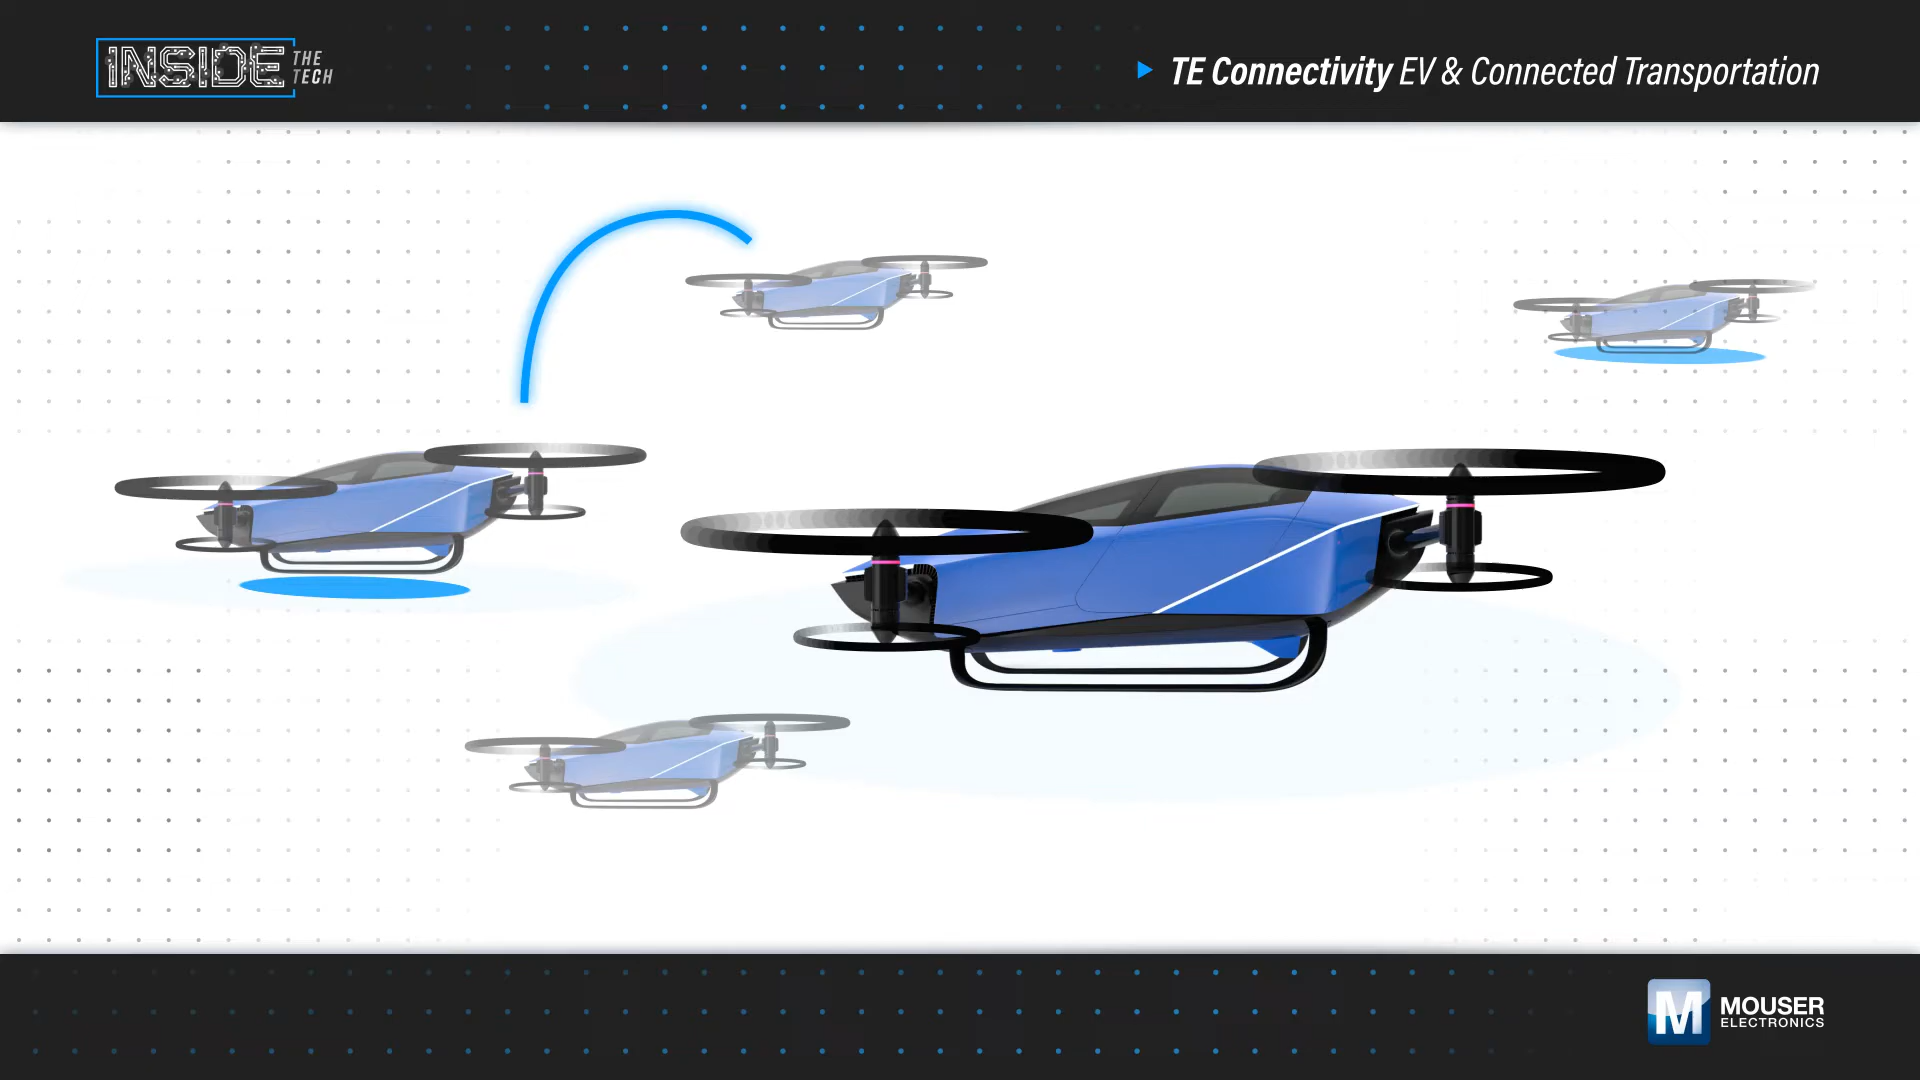 INSIDE THE TECH
TE Connectivity EV & Connected Transportation
M MOUSER ELECTRONICS